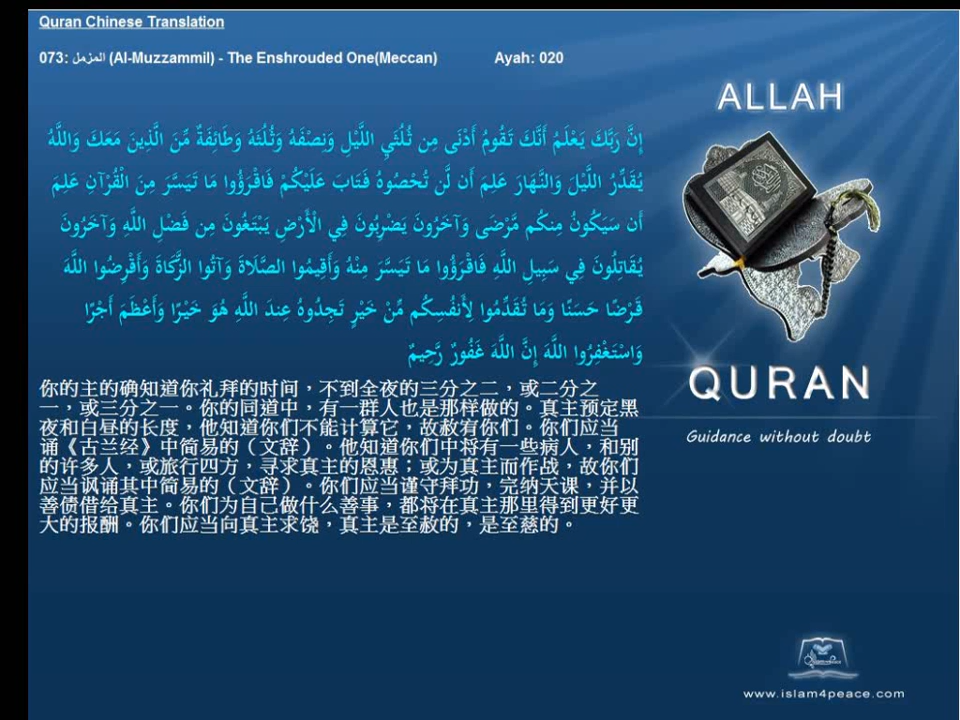 Quran Chinese Translation
073: المزمل (Al-Muzzammil) - The Enshrouded One(Meccan) Ayah: 020
إِنَّ رَبَّكَ يَعْلَمُ أَنَّكَ تَقُومُ أَدْنَى مِن ثُلُثَيِ اللَّيْلِ وَنِصْفَهُ وَثُلُثَهُ وَطَائِفَةٌ مِّنَ الَّذِينَ مَعَكَ وَاللَّهُ
يُقَدِّرُ اللَّيْلَ وَالنَّهَارَ عَلِمَ أَن لَّن تُحْصُوهُ فَتَابَ عَلَيْكُمْ فَاقْرَؤُوا مَا تَيَسَّرَ مِنَ الْقُرْآنِ عَلِمَ
أَن سَيَكُونُ مِنكُم مَّرْضَى وَآخَرُونَ يَضْرِبُونَ فِي الْأَرْضِ يَبْتَغُونَ مِن فَضْلِ اللَّهِ وَآخَرُونَ
يُقَاتِلُونَ فِي سَبِيلِ اللَّهِ فَاقْرَؤُوا مَا تَيَسَّرَ مِنْهُ وَأَقِيمُوا الصَّلَاةَ وَآتُوا الزَّكَاةَ وَأَقْرِضُوا اللَّهَ
قَرْضًا حَسَنًا وَمَا تُقَدِّمُوا لِأَنفُسِكُم مِّنْ خَيْرٍ تَجِدُوهُ عِندَ اللَّهِ هُوَ خَيْرًا وَأَعْظَمَ أَجْرًا
وَاسْتَغْفِرُوا اللَّهَ إِنَّ اللَّهَ غَفُورٌ رَّحِيمٌ
你的主的确知道你礼拜的时间，不到全夜的三分之二，或二分之
一，或三分之一。你的同道中，有一群人也是那样做的。真主预定黑
夜和白昼的长度，他知道你们不能计算它，故赦宥你们。你们应当
诵《古兰经》中简易的（文辞）。他知道你们中将有一些病人，和别
的许多人，或旅行四方，寻求真主的恩惠；或为真主而作战，故你们
应当讽诵其中简易的（文辞）。你们应当谨守拜功，完纳天课，并以
善债借给真主。你们为自己做什么善事，都将在真主那里得到更好更
大的报酬。你们应当向真主求饶，真主是至赦的，是至慈的。
ALLAH
QURAN
Guidance without doubt
www.islam4peace.com